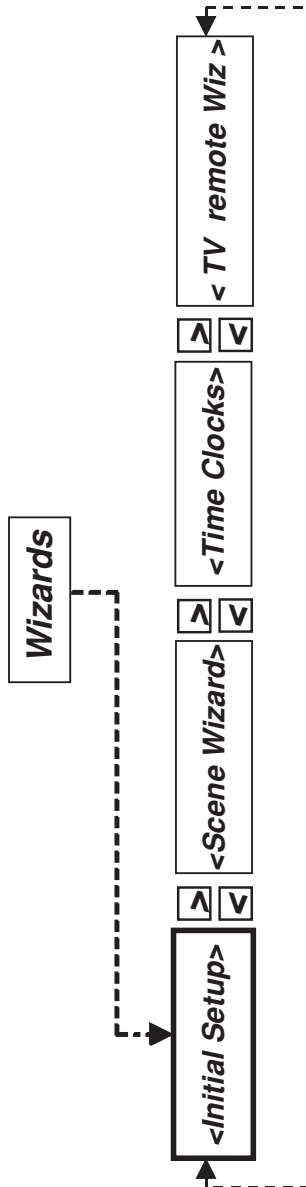 Wizards
<Initial Setup>
>
<
<Scene Wizard>
>
<
<Time Clocks>
>
<
< TV remote Wiz >